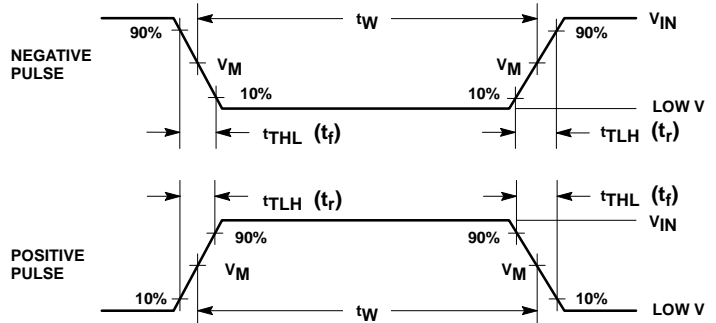 tW
VIN
90%
90%
NEGATIVE
PULSE
VM
VM
10%
10%
LOW V
tTHL (tf)
tTLH (tr)
tTLH (tr)
tTHL (tf)
VIN
90%
90%
POSITIVE
PULSE
VM
VM
10%
10%
tW
LOW V